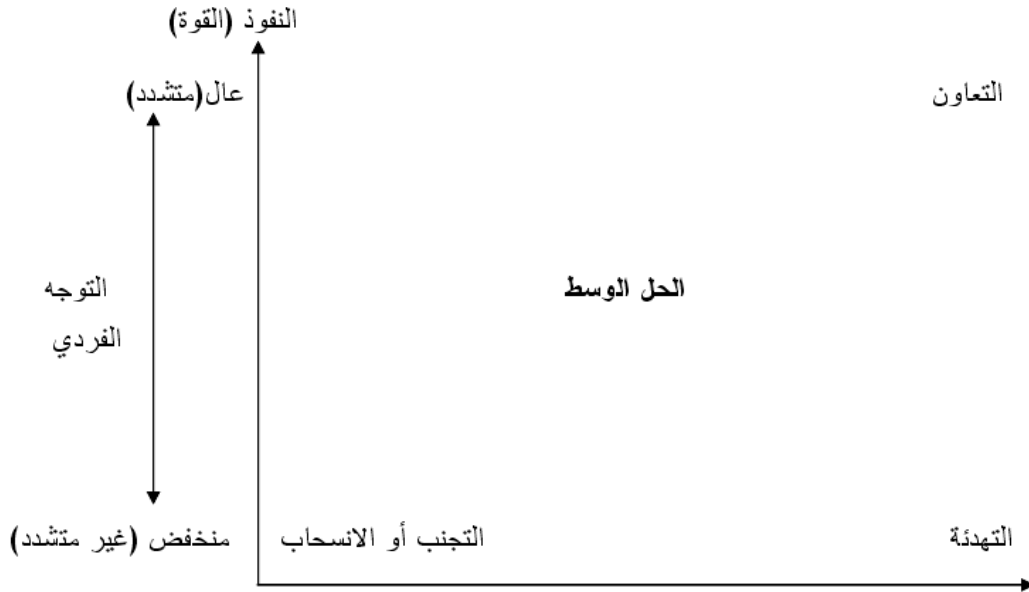 النفوذ (القوة)
عال(متشدد)
التعاون
التوجه
الفردي
الحل الوسط
منخفض (غير متشدد)
التجنب أو الانسحاب
التهدئة